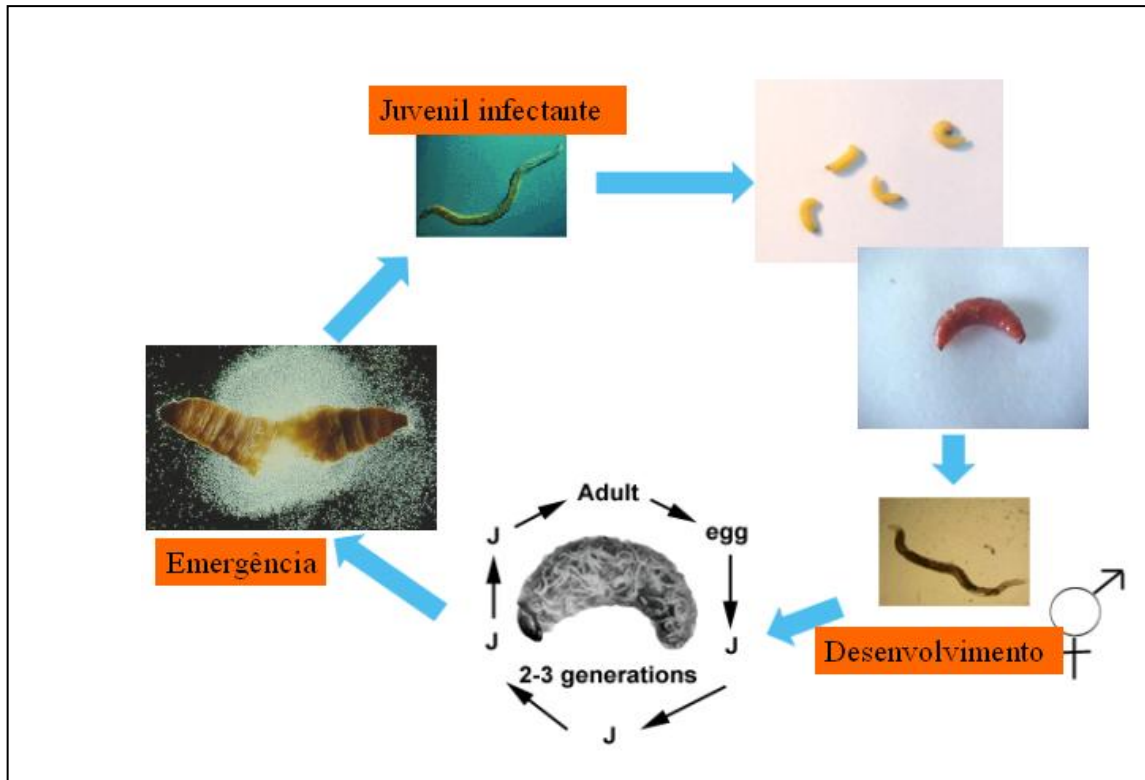 Juvenil infectante
Emergência
Adult
egg
J
J
J
J
2-3 generations
Desenvolvimento